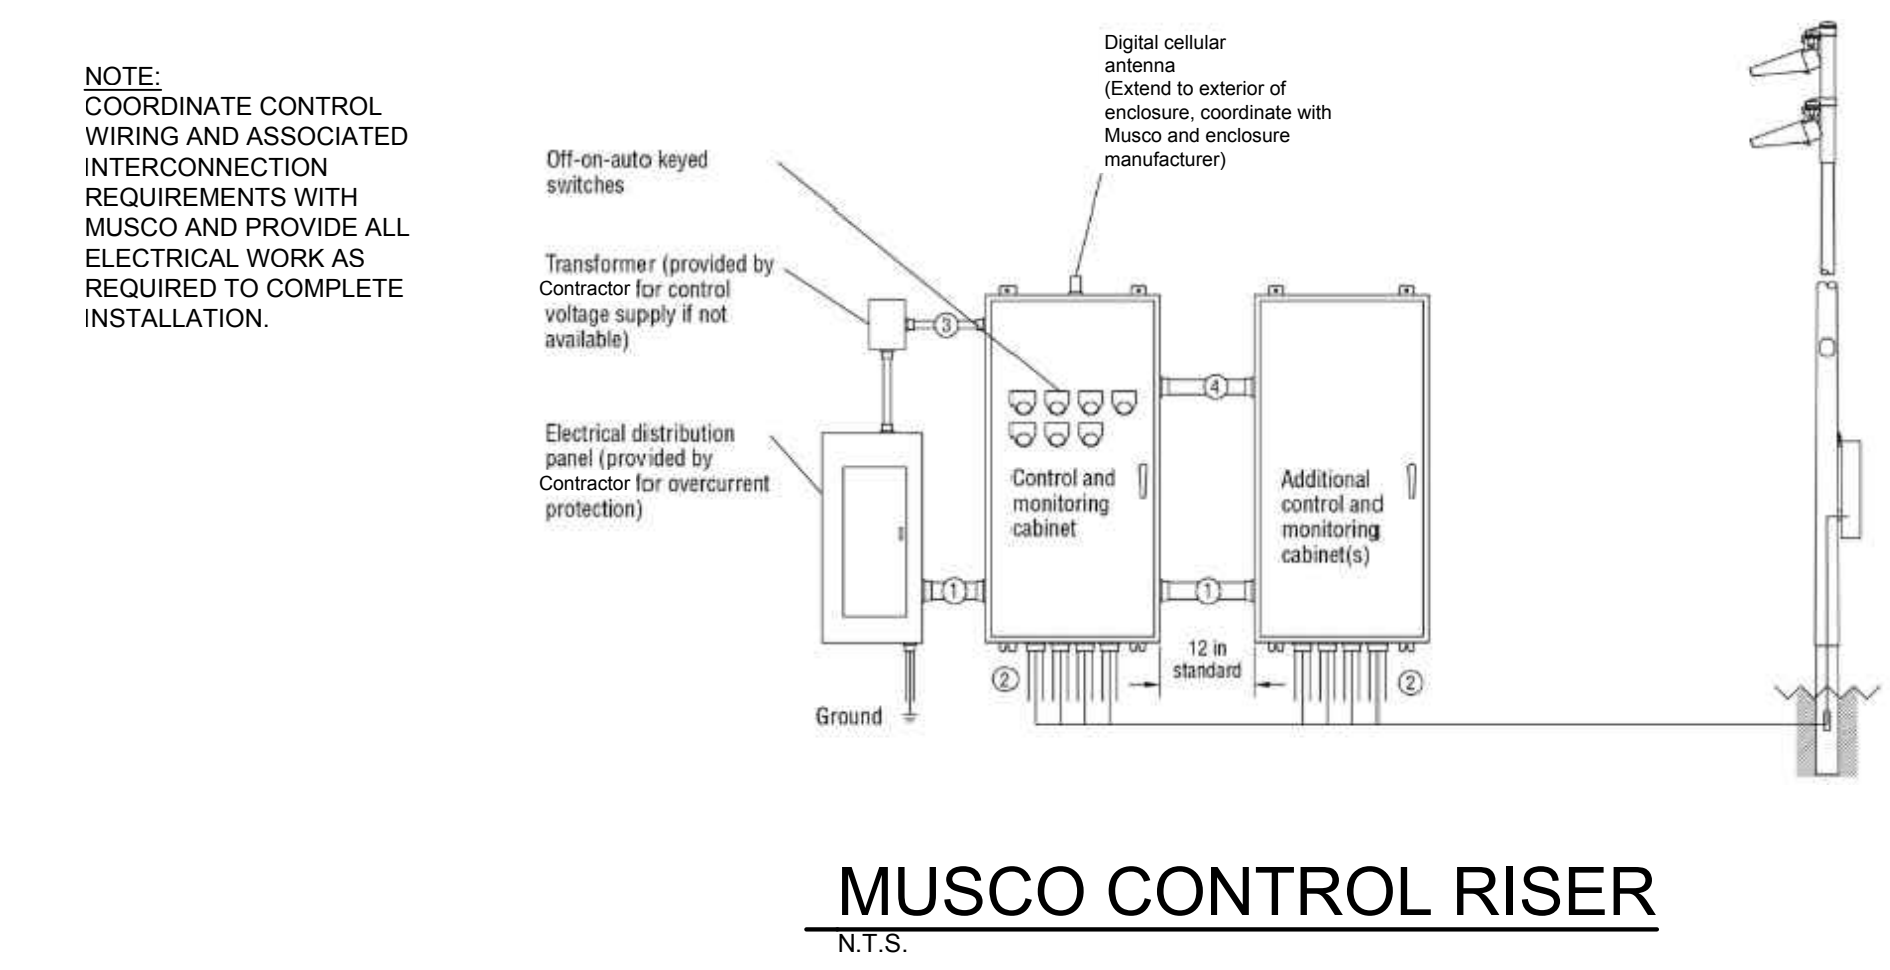 NOTE:
COORDINATE CONTROL
WIRING AND ASSOCIATED
INTERCONNECTION
REQUIREMENTS WITH
MUSCO AND PROVIDE ALL
ELECTRICAL WORK AS
REQUIRED TO COMPLETE
INSTALLATION.
Digital cellular
antenna
(Extend to exterior of
enclosure, coordinate with
Musco and enclosure
manufacturer)
Off-on-auto keyed
switches
Transformer (provided by
Contractor for control
voltage supply if not
available)
Electrical distribution
panel (provided by
Contractor for overcurrent
protection)
3
4
Control and
monitoring
cabinet
Additional
control and
monitoring
cabinet(s)
1
1
12 in
standard
2
2
Ground
MUSCO CONTROL RISER
N.T.S.